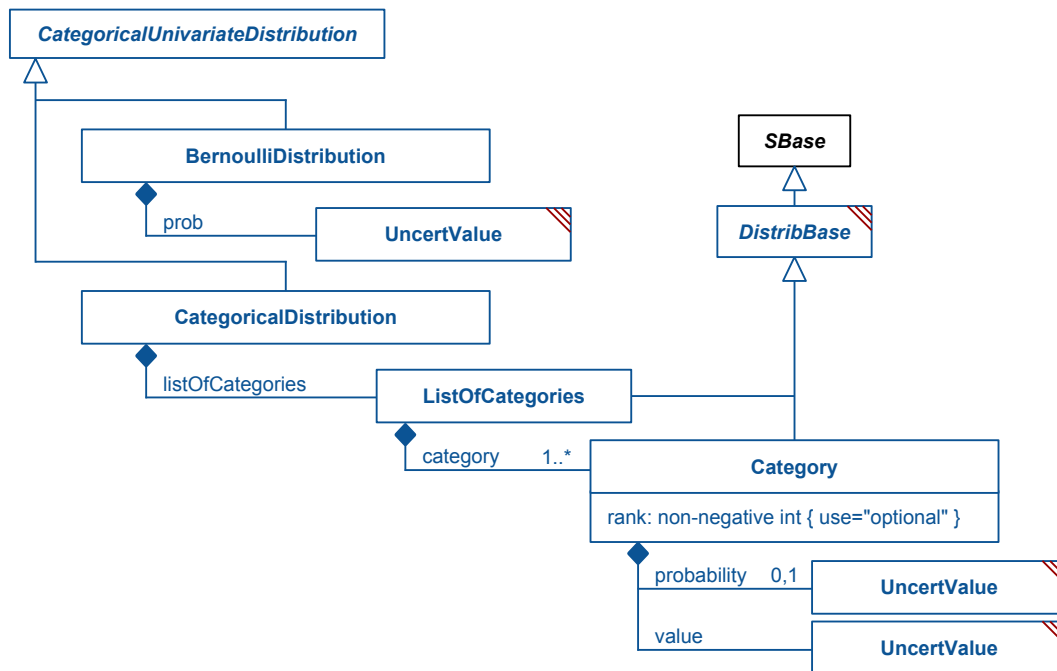 CategoricalUnivariateDistribution
SBase
BernoulliDistribution
prob
UncertValue
DistribBase
CategoricalDistribution
listOfCategories
ListOfCategories
category 1..*
Category
rank: non-negative int { use="optional" }
probability 0,1
UncertValue
value
UncertValue